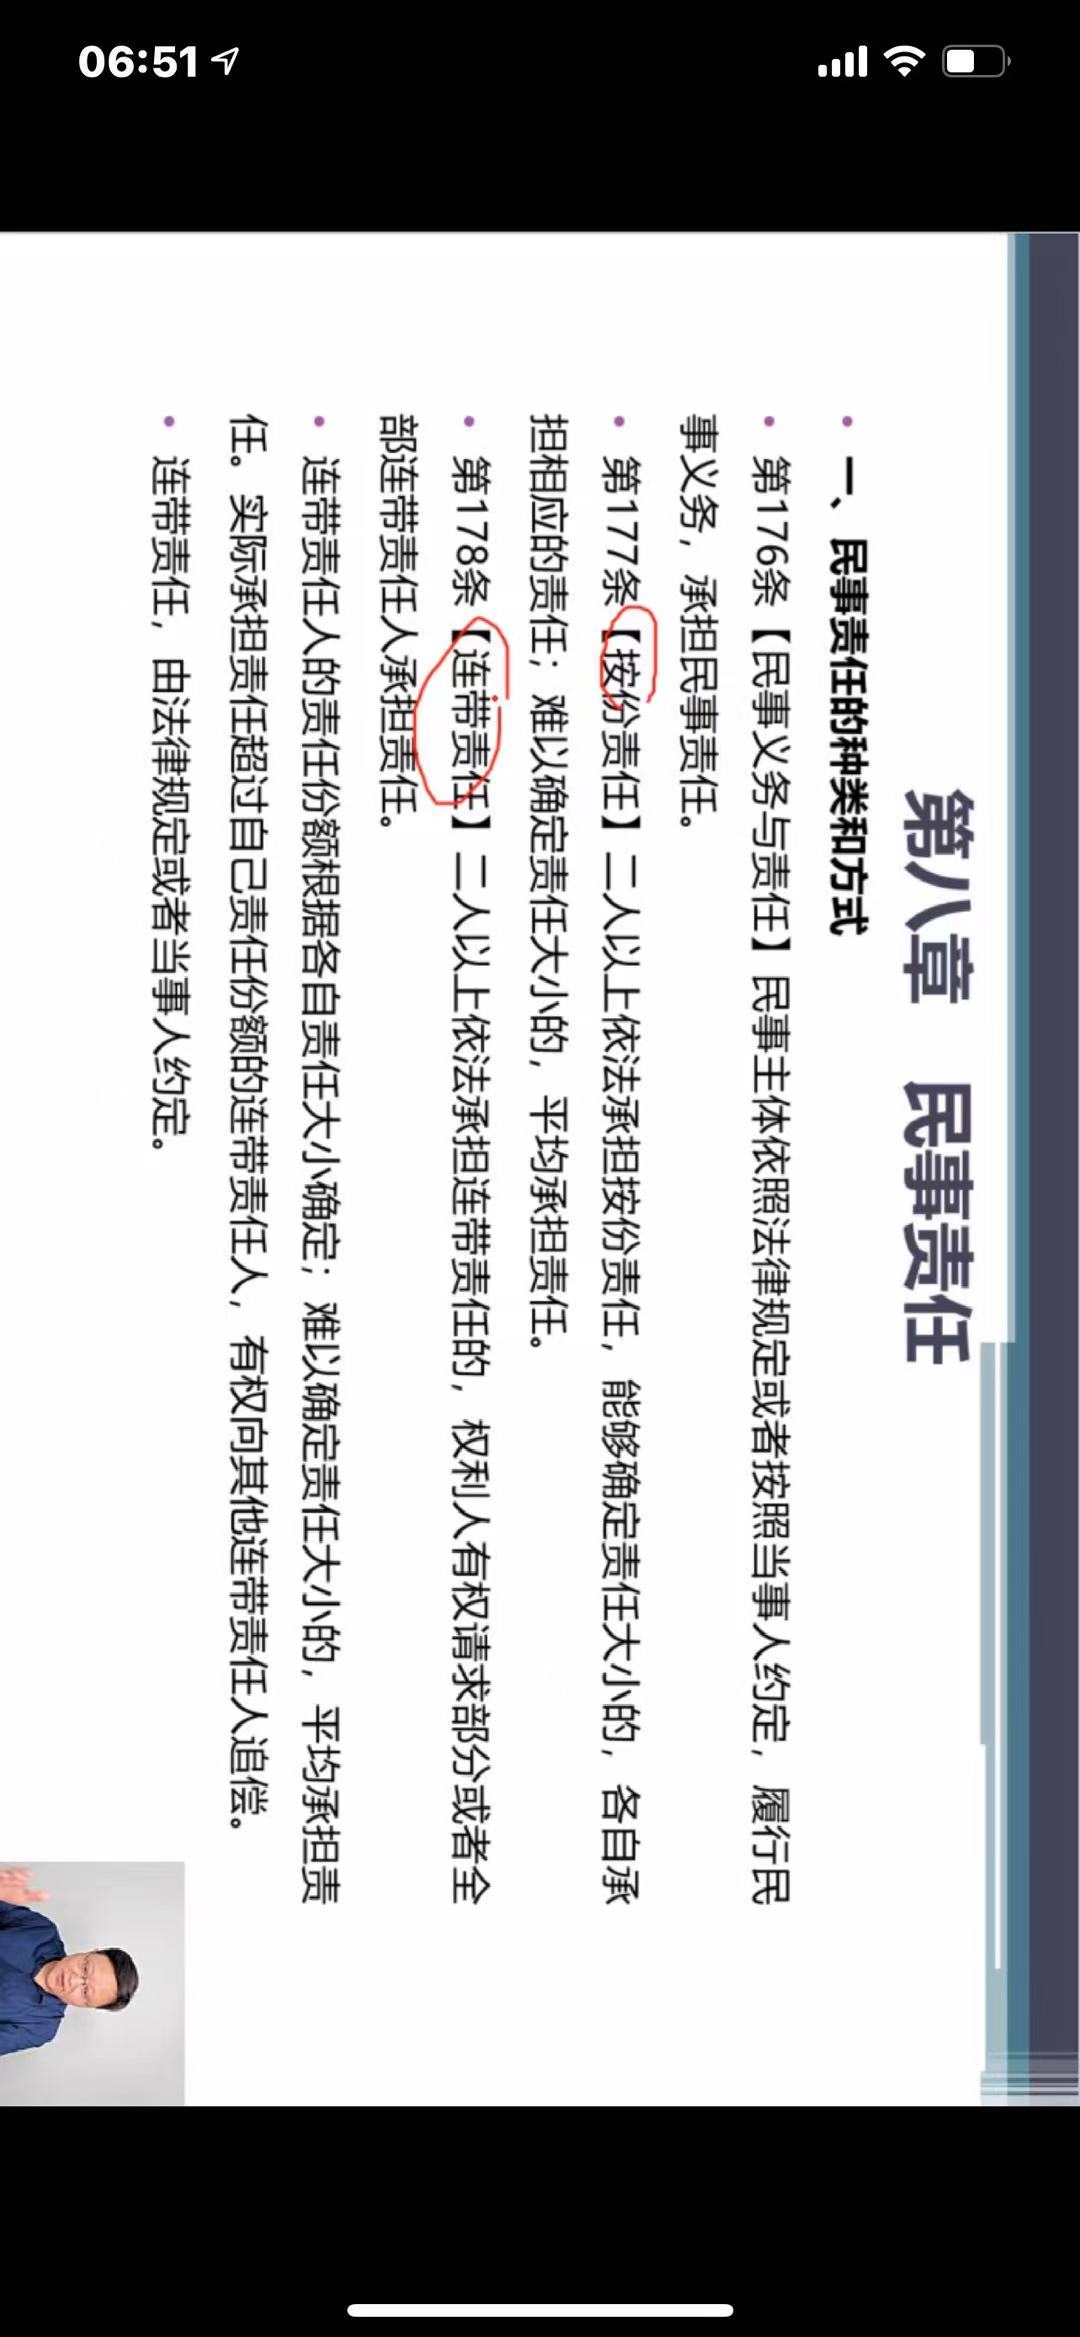 06:51
第八章 民事责任
• 一、民事责任的种类和方式
• 第176条【民事义务与责任】民事主体依照法律规定或者按照当事人约定，履行民
事义务，承担民事责任。
• 第177条【按份责任】二人以上依法承担按份责任，能够确定责任大小的，各自承
担相应的责任；难以确定责任大小的，平均承担责任。
• 第178条【连带责任】二人以上依法承担连带责任的，权利人有权请求部分或者全
部连带责任人承担责任。
• 连带责任人的责任份额根据各自责任大小确定；难以确定责任大小的，平均承担责
任。实际承担责任超过自己责任份额的连带责任人，有权向其他连带责任人追偿。
• 连带责任，由法律规定或者当事人约定。